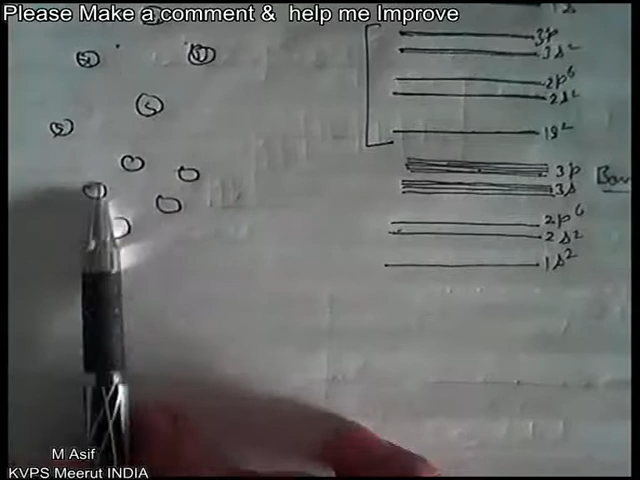 Please Make a comment & help me Improve
1s
3p
3s²
2p⁶
2s²
1s²
3p
3s
2p⁶
2s²
1s²
M Asif
KVPS Meerut INDIA